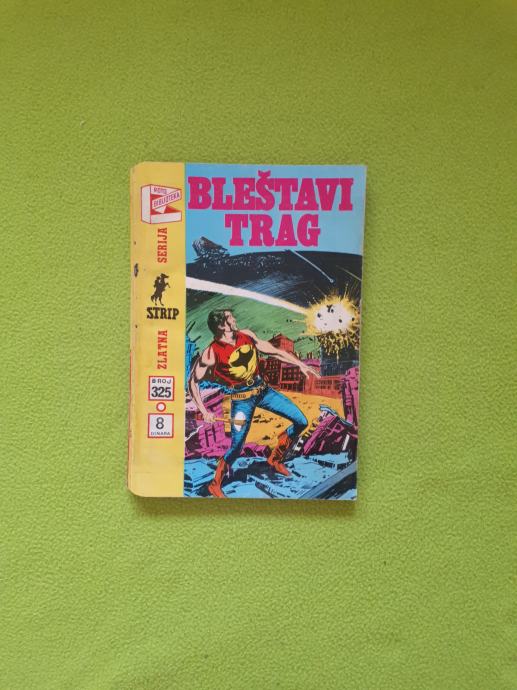 BLEŠTAVI
TRAG
ROTO
BIBLIOTEKA
ZLATNA STRIP SERIJA
BROJ
325
8
DINARA